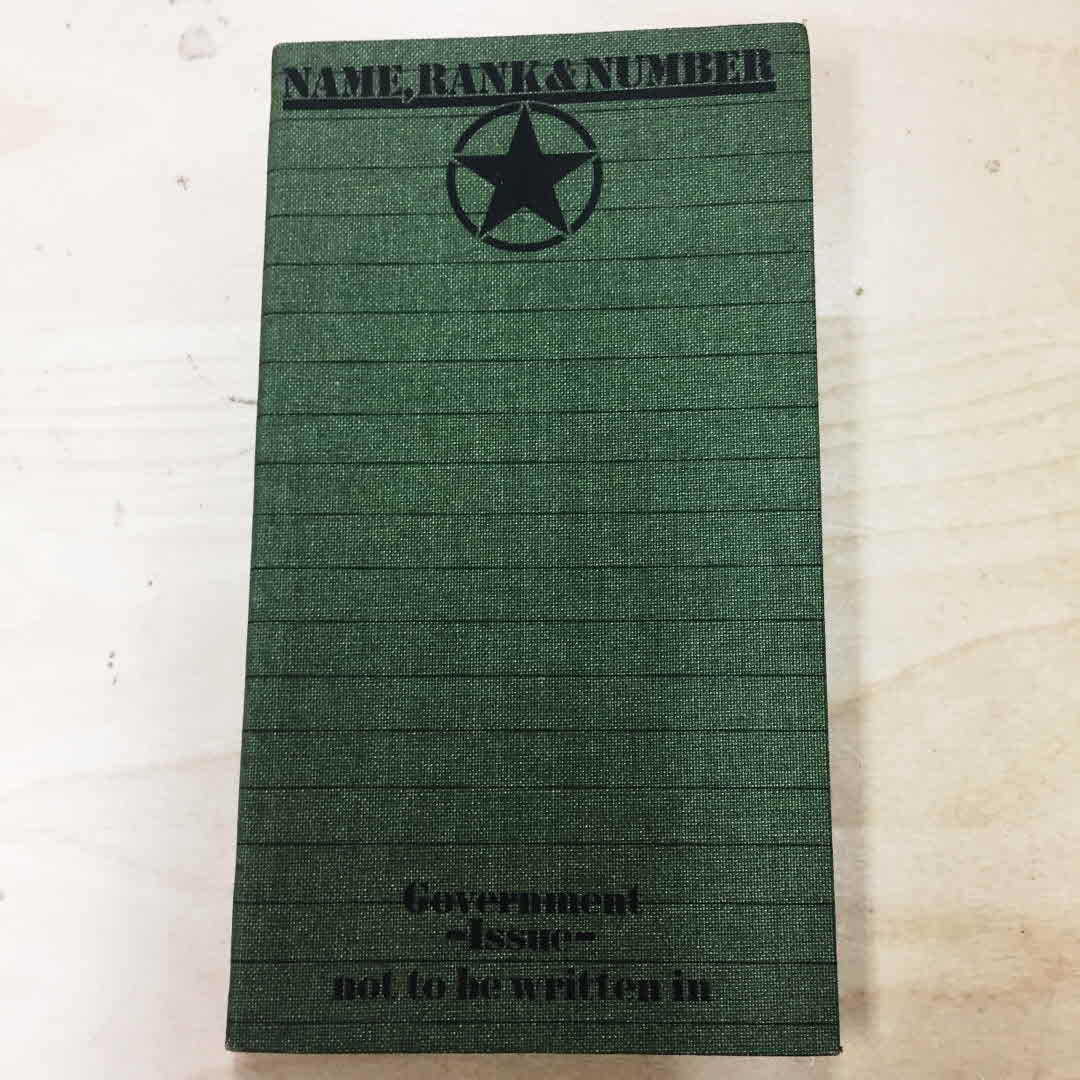 NAME, RANK & NUMBER
Government
-Issue-
not to be written in